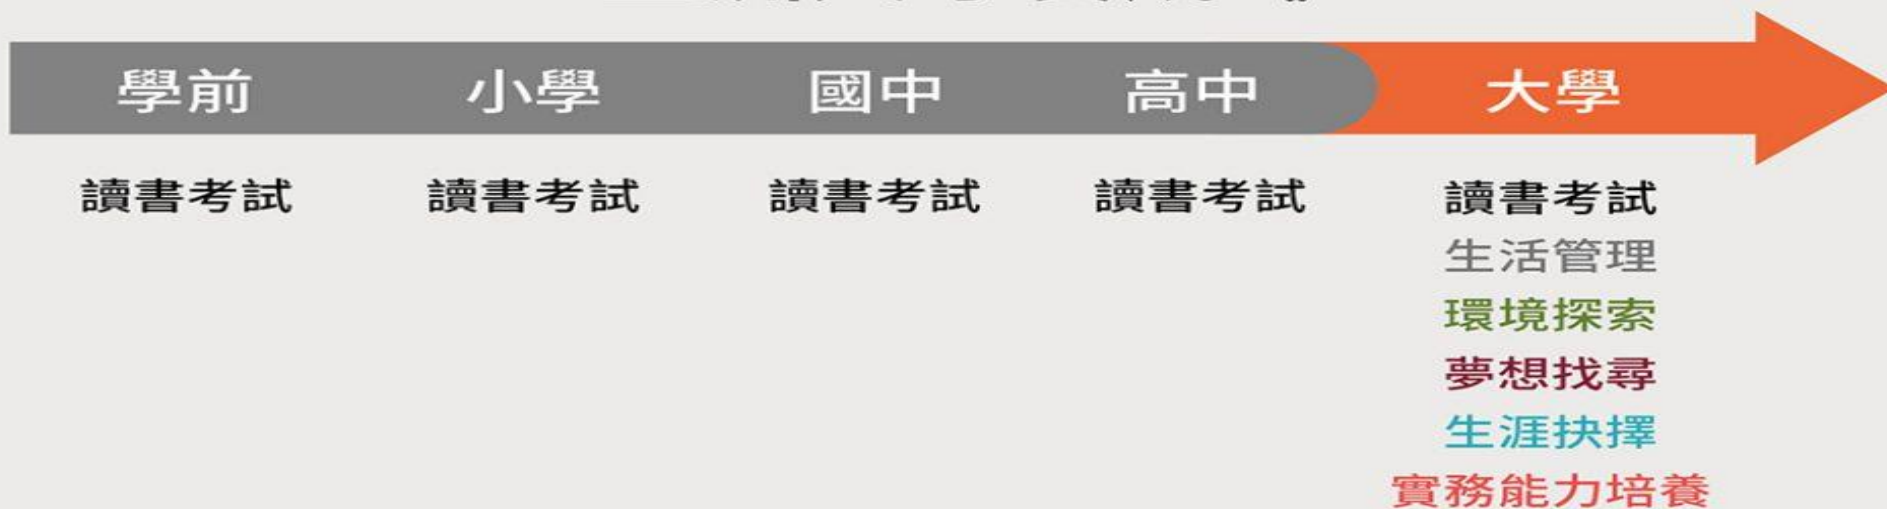 學前 小學 國中 高中 大學
讀書考試 讀書考試 讀書考試 讀書考試 讀書考試
生活管理
環境探索
夢想找尋
生涯抉擇
實務能力培養